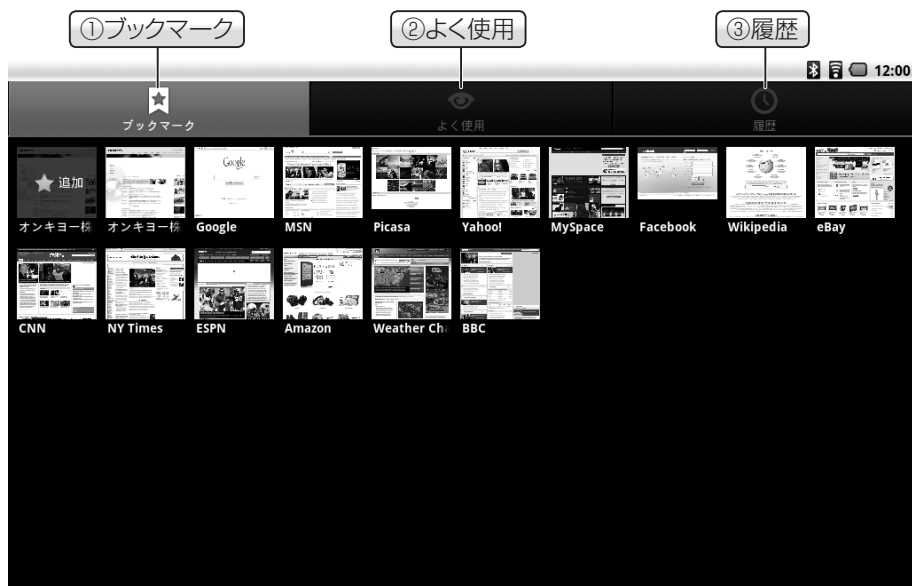 ①ブックマーク ②よく使用 ③履歴
12:00
ブックマーク よく使用 履歴
追加
オンキヨー株 オンキヨー株 Google MSN Picasa Yahoo! MySpace Facebook Wikipedia eBay
CNN NY Times ESPN Amazon Weather Ch BBC